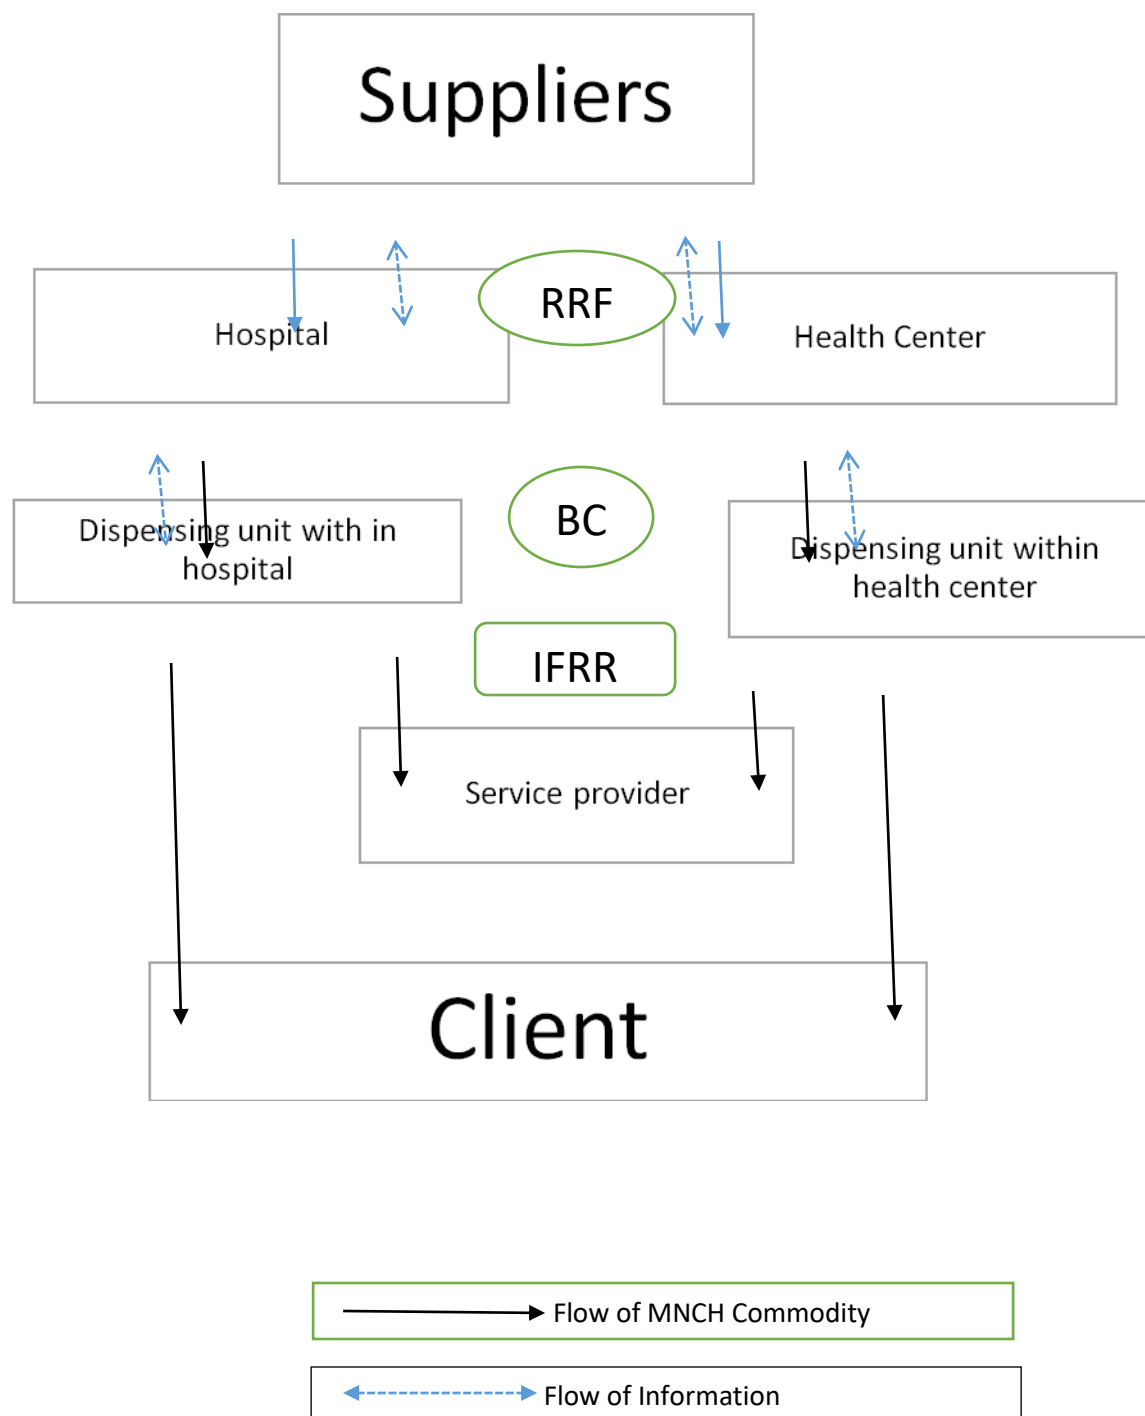 Suppliers
RRF
Hospital
Health Center
BC
Dispensing unit with in
hospital
Dispensing unit within
health center
IFRR
Service provider
Client
Flow of MNCH Commodity
Flow of Information